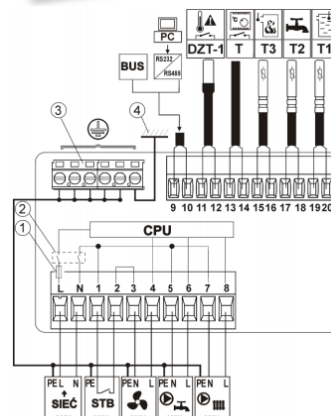 PC
DZT-1 T T3 T2 T1
BUS
RS232
RS485
3
4
9 10 11 12 13 14 15 16 17 18 19 20
2
1
CPU
L N 1 2 3 4 5 6 7 8
PE L N PE PE N L PE N L PE N L
SIEĆ STB